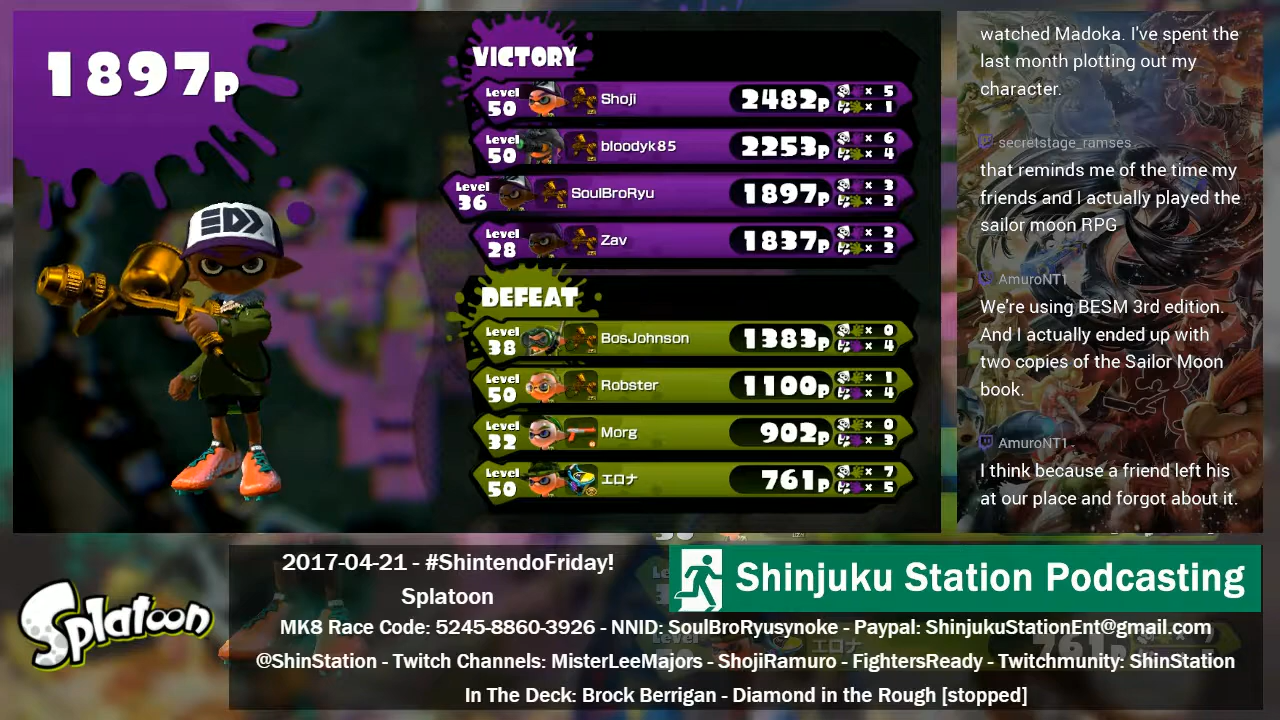 1897p
VICTORY
Level 50 Shoji 2482p x 5 x 1
Level 50 bloodyk85 2253p x 6 x 4
Level 36 SoulBroRyu 1897p x 3 x 2
Level 28 Zav 1837p x 2 x 2
DEFEAT
Level 38 BosJohnson 1383p x 0 x 4
Level 50 Robster 1100p x 1 x 4
Level 32 Morg 902p x 0 x 3
Level 50 エロナ 761p x 7 x 5
watched Madoka. I've spent the
last month plotting out my
character.
secretstage_ramses
that reminds me of the time my
friends and I actually played the
sailor moon RPG
AmuroNT1
We're using BESM 3rd edition.
And I actually ended up with
two copies of the Sailor Moon
book.
AmuroNT1
I think because a friend left his
at our place and forgot about it.
Splatoon
2017-04-21 - #ShintendoFriday!
Splatoon
Shinjuku Station Podcasting
MK8 Race Code: 5245-8860-3926 - NNID: SoulBroRyusynoke - Paypal: ShinjukuStationEnt@gmail.com
@ShinStation - Twitch Channels: MisterLeeMajors - ShojiRamuro - FightersReady - Twitchmunity: ShinStation
In The Deck: Brock Berrigan - Diamond in the Rough [stopped]